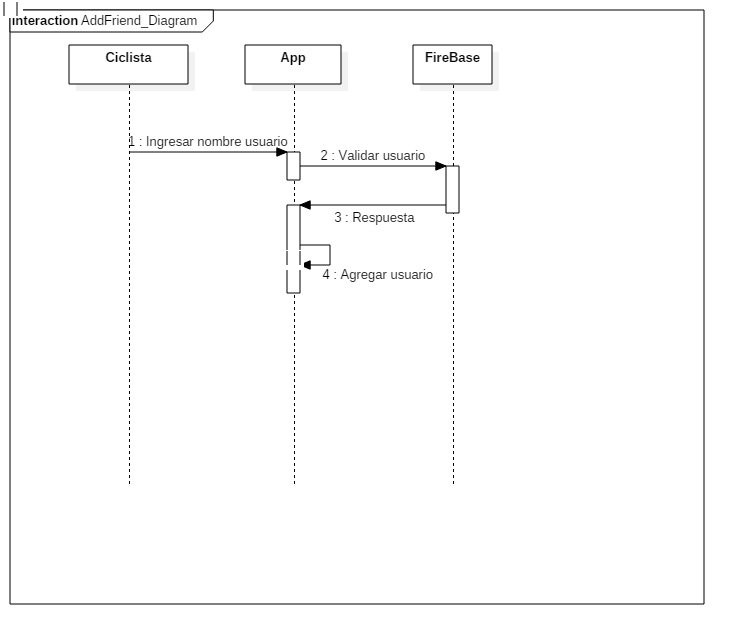 interaction AddFriend_Diagram
Ciclista
App
FireBase
1 : Ingresar nombre usuario
2 : Validar usuario
3 : Respuesta
4 : Agregar usuario